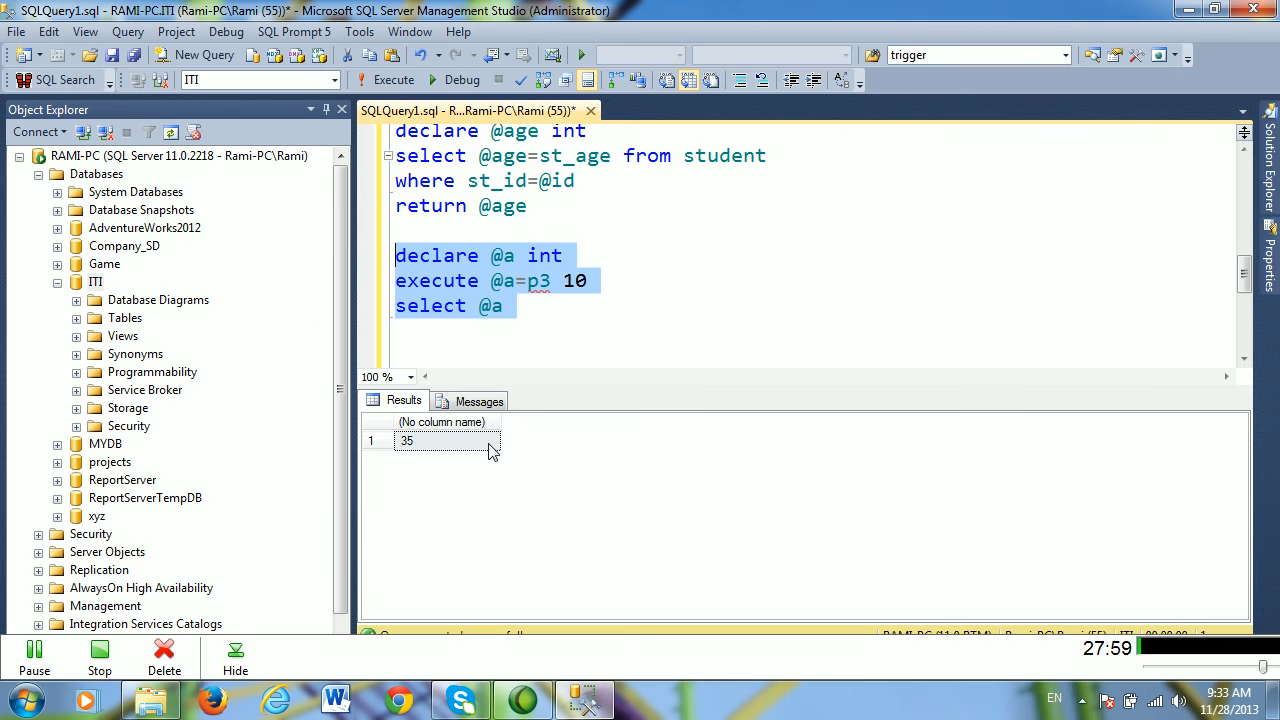 SQLQuery1.sql - RAMI-PC.ITI (Rami-PC\Rami (55))* - Microsoft SQL Server Management Studio (Administrator)
File Edit View Query Project Debug SQL Prompt 5 Tools Window Help
New Query trigger
SQL Search ITI Execute Debug
Object Explorer
Connect
RAMI-PC (SQL Server 11.0.2218 - Rami-PC\Rami)
Databases
System Databases
Database Snapshots
AdventureWorks2012
Company_SD
Game
ITI
Database Diagrams
Tables
Views
Synonyms
Programmability
Service Broker
Storage
Security
MYDB
projects
ReportServer
ReportServerTempDB
xyz
Security
Server Objects
Replication
AlwaysOn High Availability
Management
Integration Services Catalogs
SQLQuery1.sql - R...Rami-PC\Rami (55))*
declare @age int
select @age=st_age from student
where st_id=@id
return @age
declare @a int
execute @a=p3 10
select @a
100 %
Results Messages
(No column name)
1 35
Solution Explorer
Properties
Pause Stop Delete Hide
27:59
EN
9:33 AM
11/28/2013